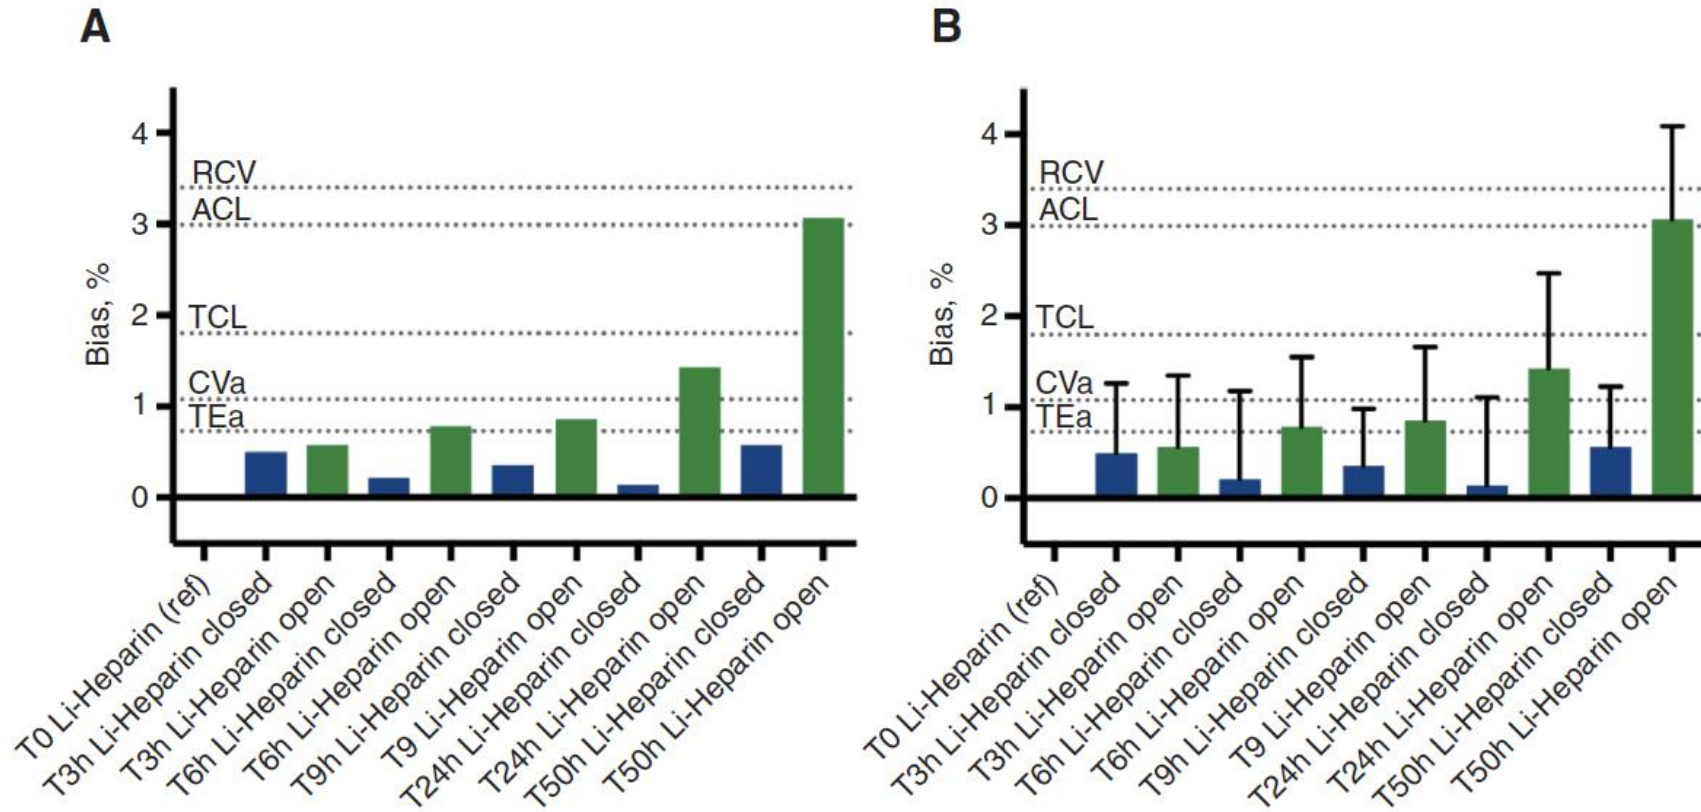 A
Bias, %
4
3
2
1
0
RCV
ACL
TCL
CVa
TEa
T0 Li-Heparin (ref)
T3h Li-Heparin closed
T3h Li-Heparin open
T6h Li-Heparin closed
T6h Li-Heparin open
T9h Li-Heparin closed
T9 Li-Heparin open
T24h Li-Heparin closed
T24h Li-Heparin open
T50h Li-Heparin closed
T50h Li-Heparin open
B
Bias, %
4
3
2
1
0
RCV
ACL
TCL
CVa
TEa
T0 Li-Heparin (ref)
T3h Li-Heparin closed
T3h Li-Heparin open
T6h Li-Heparin closed
T6h Li-Heparin open
T9h Li-Heparin closed
T9 Li-Heparin open
T24h Li-Heparin closed
T24h Li-Heparin open
T50h Li-Heparin closed
T50h Li-Heparin open